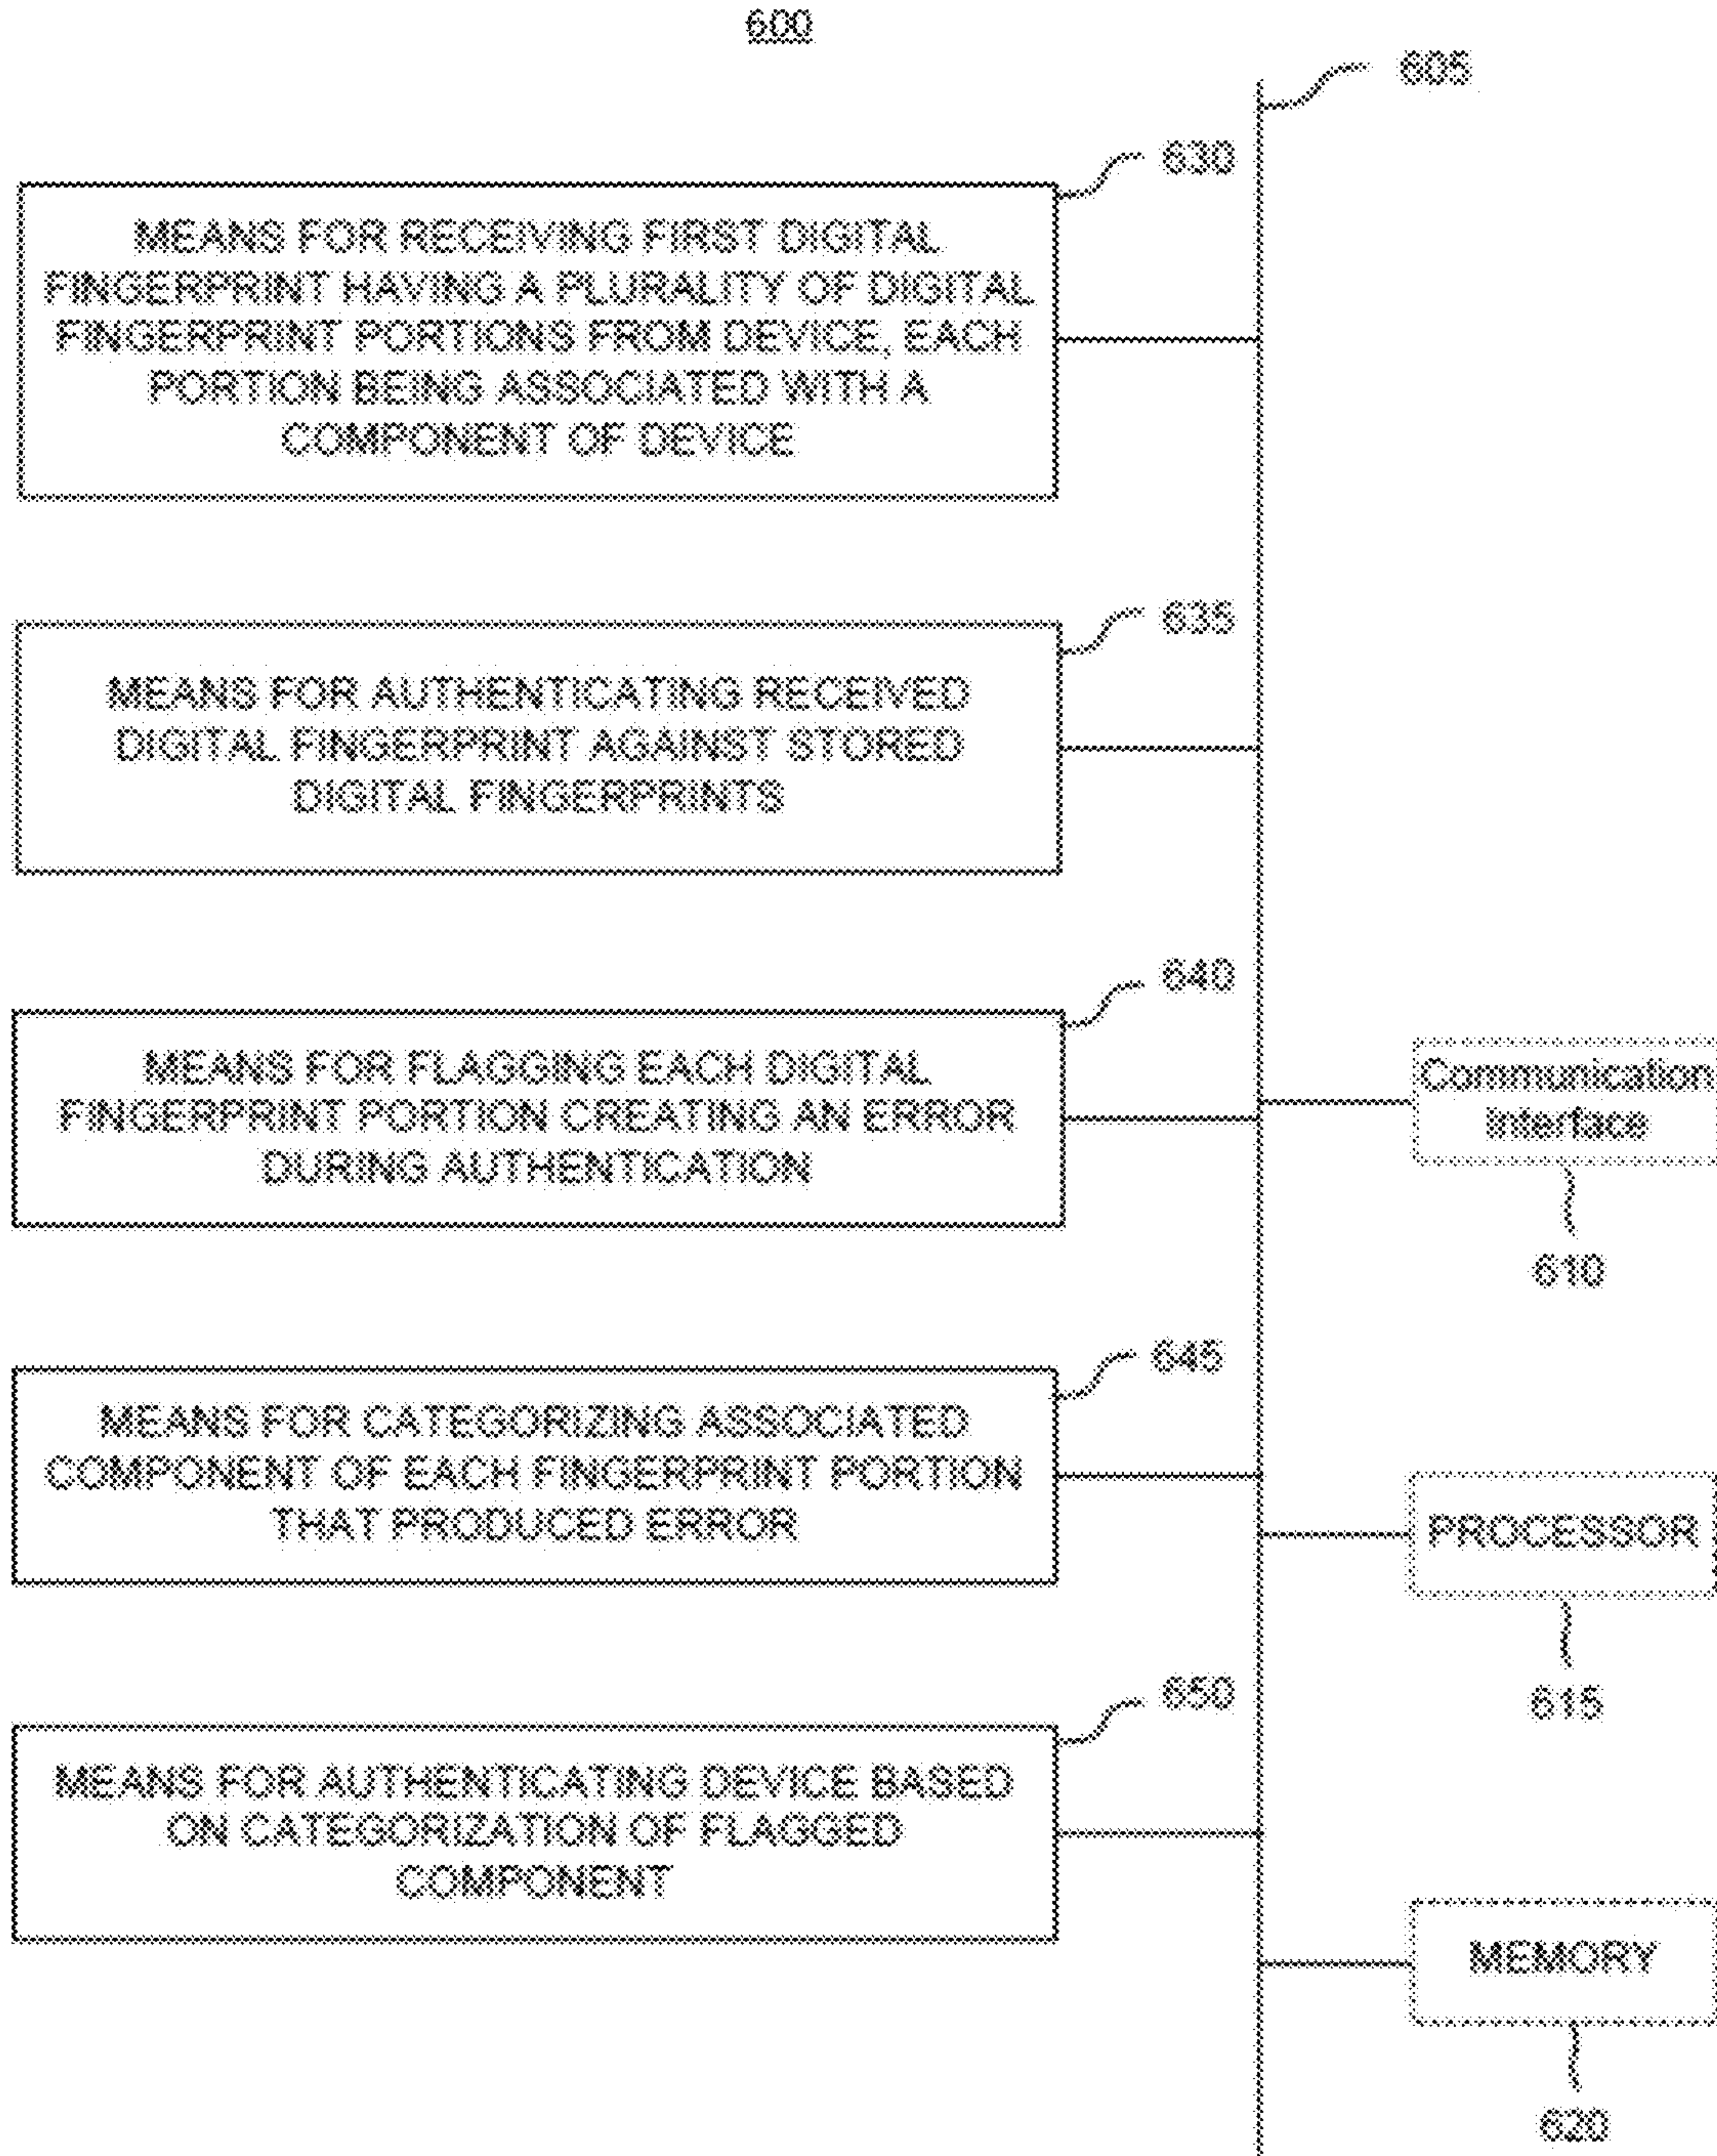 600
605
630
MEANS FOR RECEIVING FIRST DIGITAL
FINGERPRINT HAVING A PLURALITY OF DIGITAL
FINGERPRINT PORTIONS FROM DEVICE, EACH
PORTION BEING ASSOCIATED WITH A
COMPONENT OF DEVICE
635
MEANS FOR AUTHENTICATING RECEIVED
DIGITAL FINGERPRINT AGAINST STORED
DIGITAL FINGERPRINTS
640
MEANS FOR FLAGGING EACH DIGITAL
FINGERPRINT PORTION CREATING AN ERROR
DURING AUTHENTICATION
Communication
Interface
610
645
MEANS FOR CATEGORIZING ASSOCIATED
COMPONENT OF EACH FINGERPRINT PORTION
THAT PRODUCED ERROR
PROCESSOR
615
650
MEANS FOR AUTHENTICATING DEVICE BASED
ON CATEGORIZATION OF FLAGGED
COMPONENT
MEMORY
620